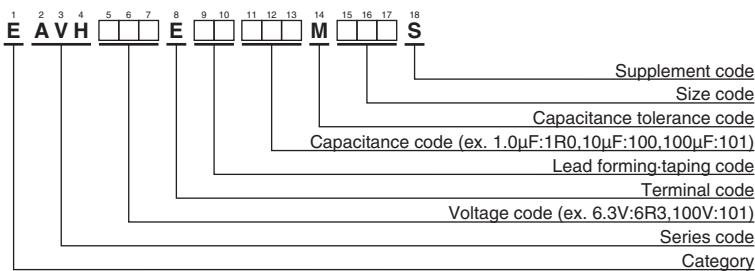 1 2 3 4 5 6 7 8 9 10 11 12 13 14 15 16 17 18
E A V H E M S
Supplement code
Size code
Capacitance tolerance code
Capacitance code (ex. 1.0µF:1R0,10µF:100,100µF:101)
Lead forming·taping code
Terminal code
Voltage code (ex. 6.3V:6R3,100V:101)
Series code
Category